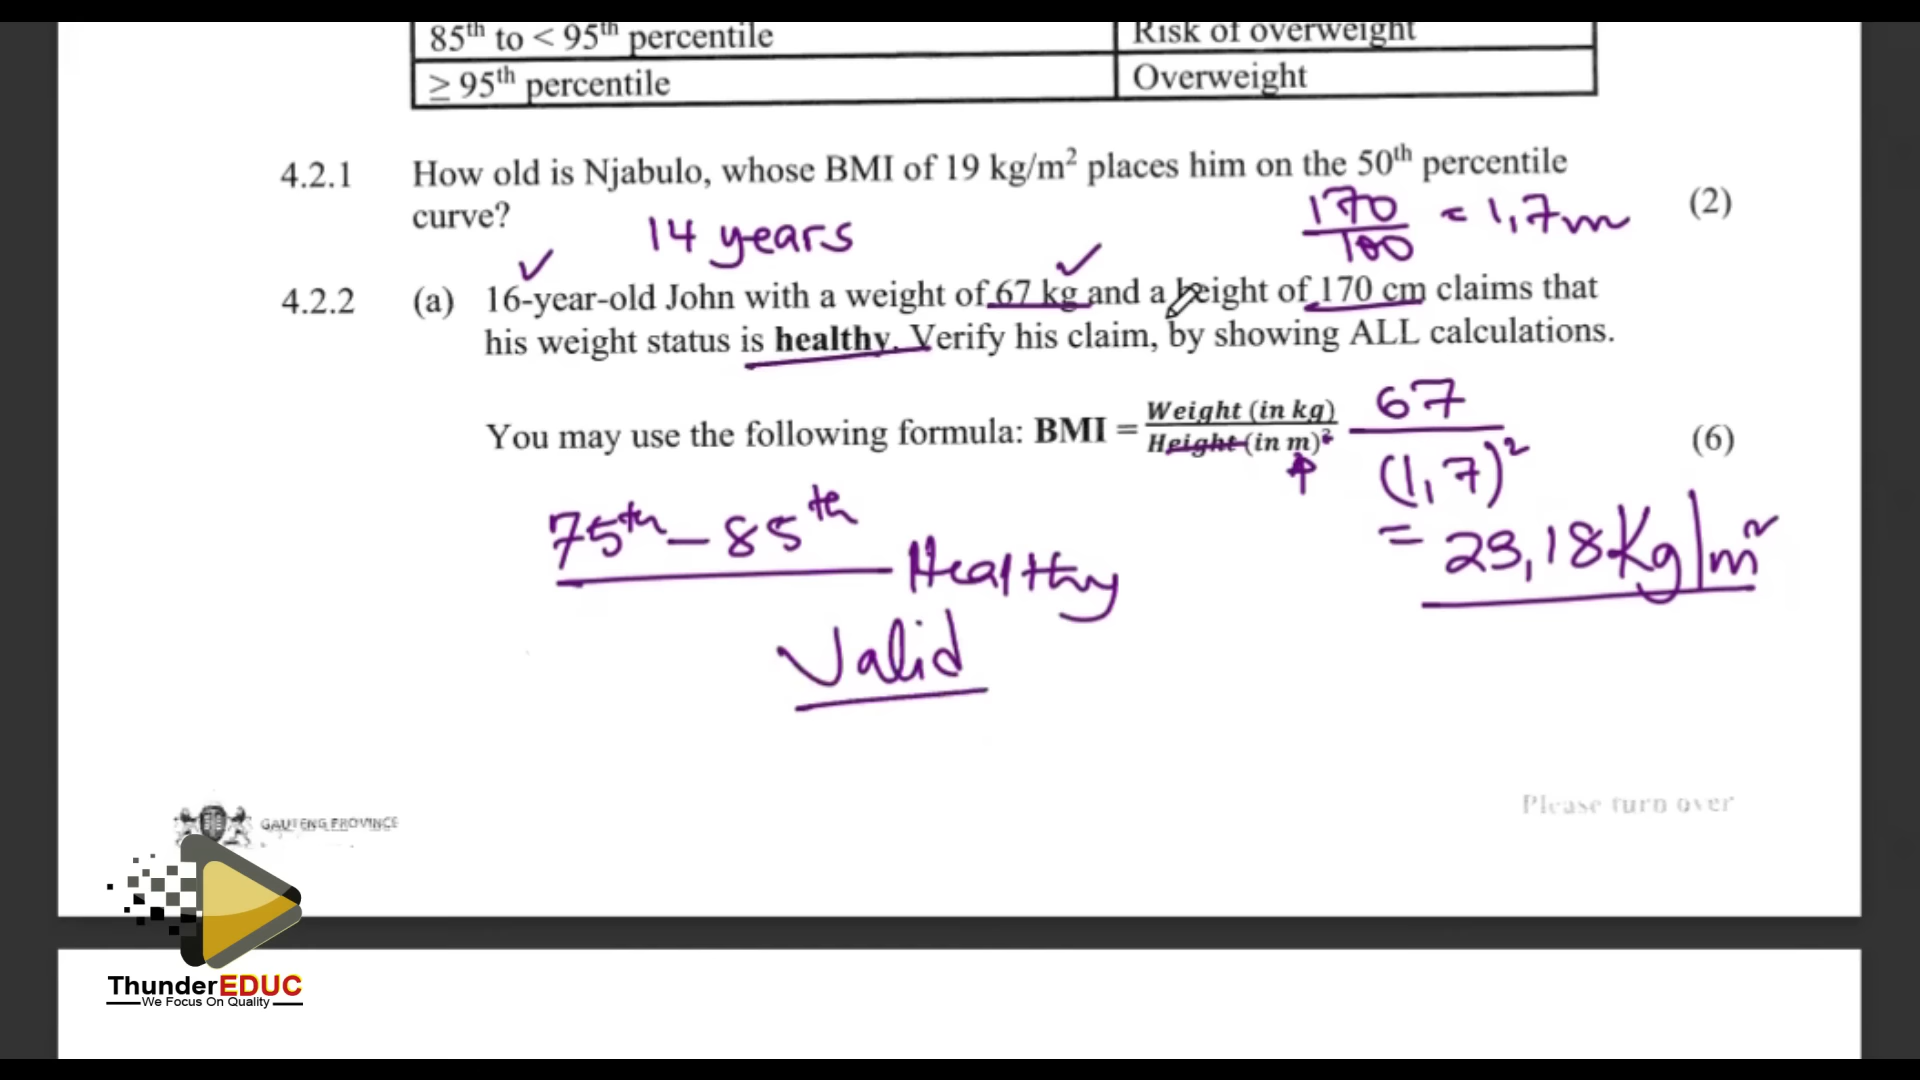 85th to < 95th percentile Risk of overweight
≥ 95th percentile Overweight
4.2.1 How old is Njabulo, whose BMI of 19 kg/m² places him on the 50th percentile
curve? (2)
14 years
170/100 = 1,7m
4.2.2 (a) 16-year-old John with a weight of 67 kg and a height of 170 cm claims that
his weight status is healthy. Verify his claim, by showing ALL calculations.
You may use the following formula: BMI = Weight (in kg)/Height (in m)² (6)
67/(1,7)²
= 23,18 Kg/m²
75th – 85th Healthy
Valid
Please turn over
GAUTENG PROVINCE
ThunderEDUC
We Focus On Quality